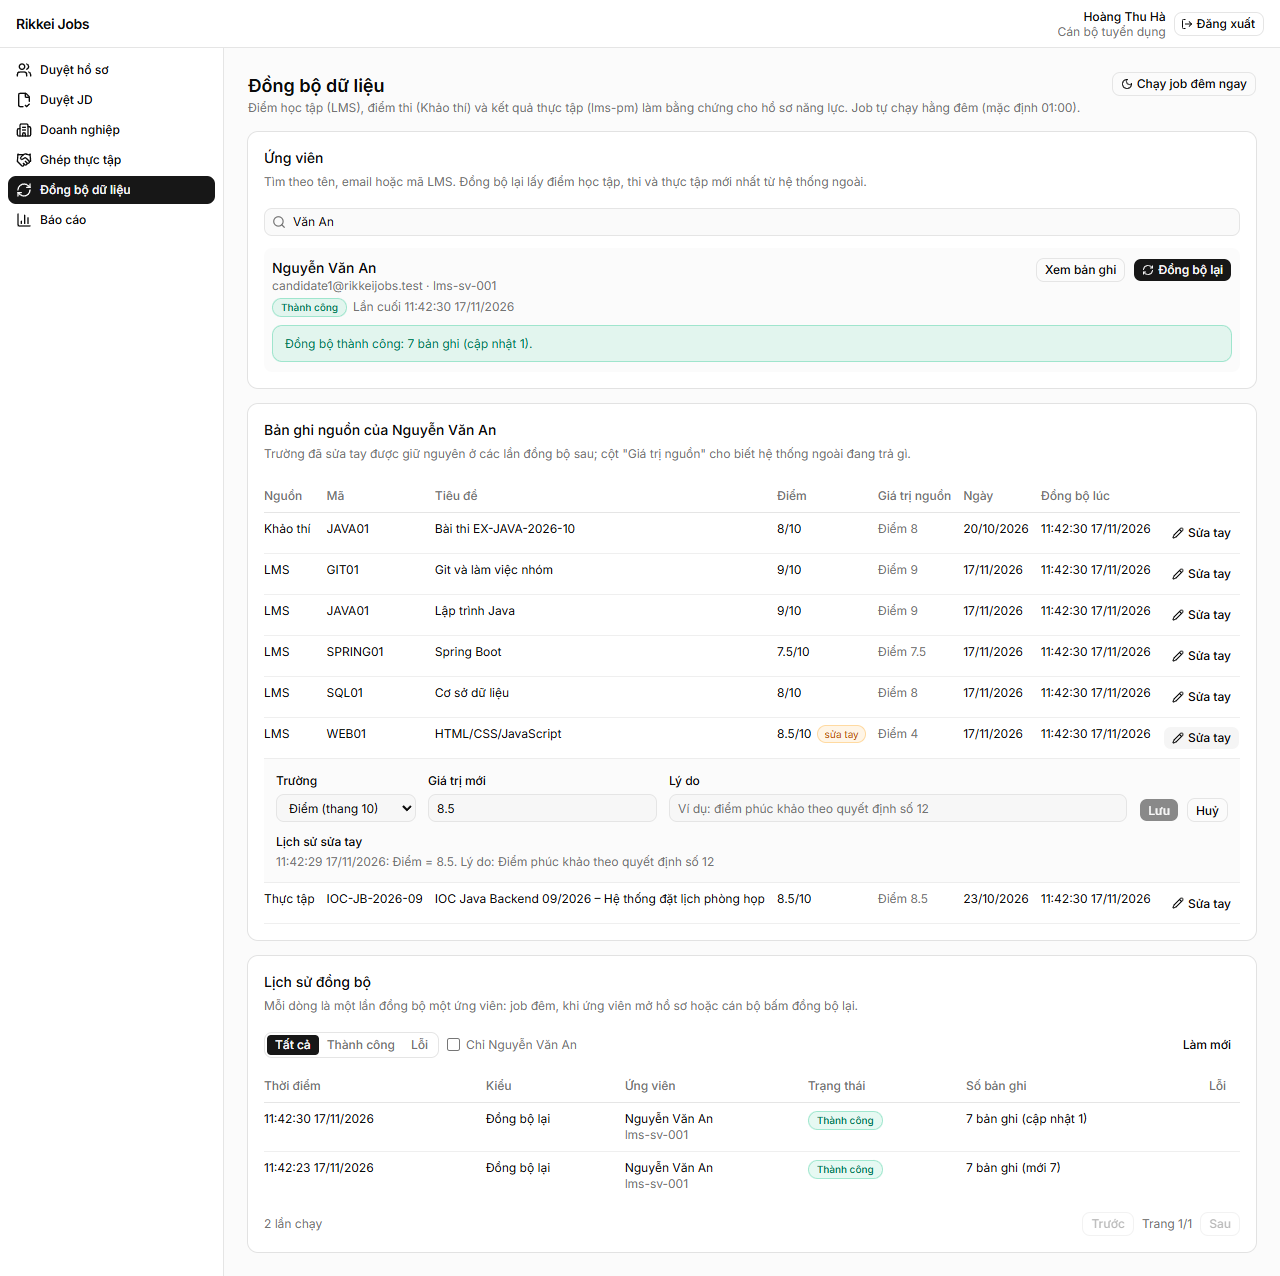 Rikkei Jobs
Hoàng Thu Hà
Cán bộ tuyển dụng
Đăng xuất
Duyệt hồ sơ
Duyệt JD
Doanh nghiệp
Ghép thực tập
Đồng bộ dữ liệu
Báo cáo
Đồng bộ dữ liệu
Chạy job đêm ngay
Điểm học tập (LMS), điểm thi (Khảo thí) và kết quả thực tập (lms-pm) làm bằng chứng cho hồ sơ năng lực. Job tự chạy hằng đêm (mặc định 01:00).
Ứng viên
Tìm theo tên, email hoặc mã LMS. Đồng bộ lại lấy điểm học tập, thi và thực tập mới nhất từ hệ thống ngoài.
Văn An
Nguyễn Văn An
candidate1@rikkeijobs.test · lms-sv-001
Xem bản ghi
Đồng bộ lại
Thành công Lần cuối 11:42:30 17/11/2026
Đồng bộ thành công: 7 bản ghi (cập nhật 1).
Bản ghi nguồn của Nguyễn Văn An
Trường đã sửa tay được giữ nguyên ở các lần đồng bộ sau; cột "Giá trị nguồn" cho biết hệ thống ngoài đang trả gì.
Nguồn Mã Tiêu đề Điểm Giá trị nguồn Ngày Đồng bộ lúc
Khảo thí JAVA01 Bài thi EX-JAVA-2026-10 8/10 Điểm 8 20/10/2026 11:42:30 17/11/2026 Sửa tay
LMS GIT01 Git và làm việc nhóm 9/10 Điểm 9 17/11/2026 11:42:30 17/11/2026 Sửa tay
LMS JAVA01 Lập trình Java 9/10 Điểm 9 17/11/2026 11:42:30 17/11/2026 Sửa tay
LMS SPRING01 Spring Boot 7.5/10 Điểm 7.5 17/11/2026 11:42:30 17/11/2026 Sửa tay
LMS SQL01 Cơ sở dữ liệu 8/10 Điểm 8 17/11/2026 11:42:30 17/11/2026 Sửa tay
LMS WEB01 HTML/CSS/JavaScript 8.5/10 sửa tay Điểm 4 17/11/2026 11:42:30 17/11/2026 Sửa tay
Trường Giá trị mới Lý do
Điểm (thang 10) 8.5 Ví dụ: điểm phúc khảo theo quyết định số 12 Lưu Huỷ
Lịch sử sửa tay
11:42:29 17/11/2026: Điểm = 8.5. Lý do: Điểm phúc khảo theo quyết định số 12
Thực tập IOC-JB-2026-09 IOC Java Backend 09/2026 – Hệ thống đặt lịch phòng họp 8.5/10 Điểm 8.5 23/10/2026 11:42:30 17/11/2026 Sửa tay
Lịch sử đồng bộ
Mỗi dòng là một lần đồng bộ một ứng viên: job đêm, khi ứng viên mở hồ sơ hoặc cán bộ bấm đồng bộ lại.
Tất cả Thành công Lỗi Chỉ Nguyễn Văn An Làm mới
Thời điểm Kiểu Ứng viên Trạng thái Số bản ghi Lỗi
11:42:30 17/11/2026 Đồng bộ lại Nguyễn Văn An Thành công 7 bản ghi (cập nhật 1)
lms-sv-001
11:42:23 17/11/2026 Đồng bộ lại Nguyễn Văn An Thành công 7 bản ghi (mới 7)
lms-sv-001
2 lần chạy Trước Trang 1/1 Sau